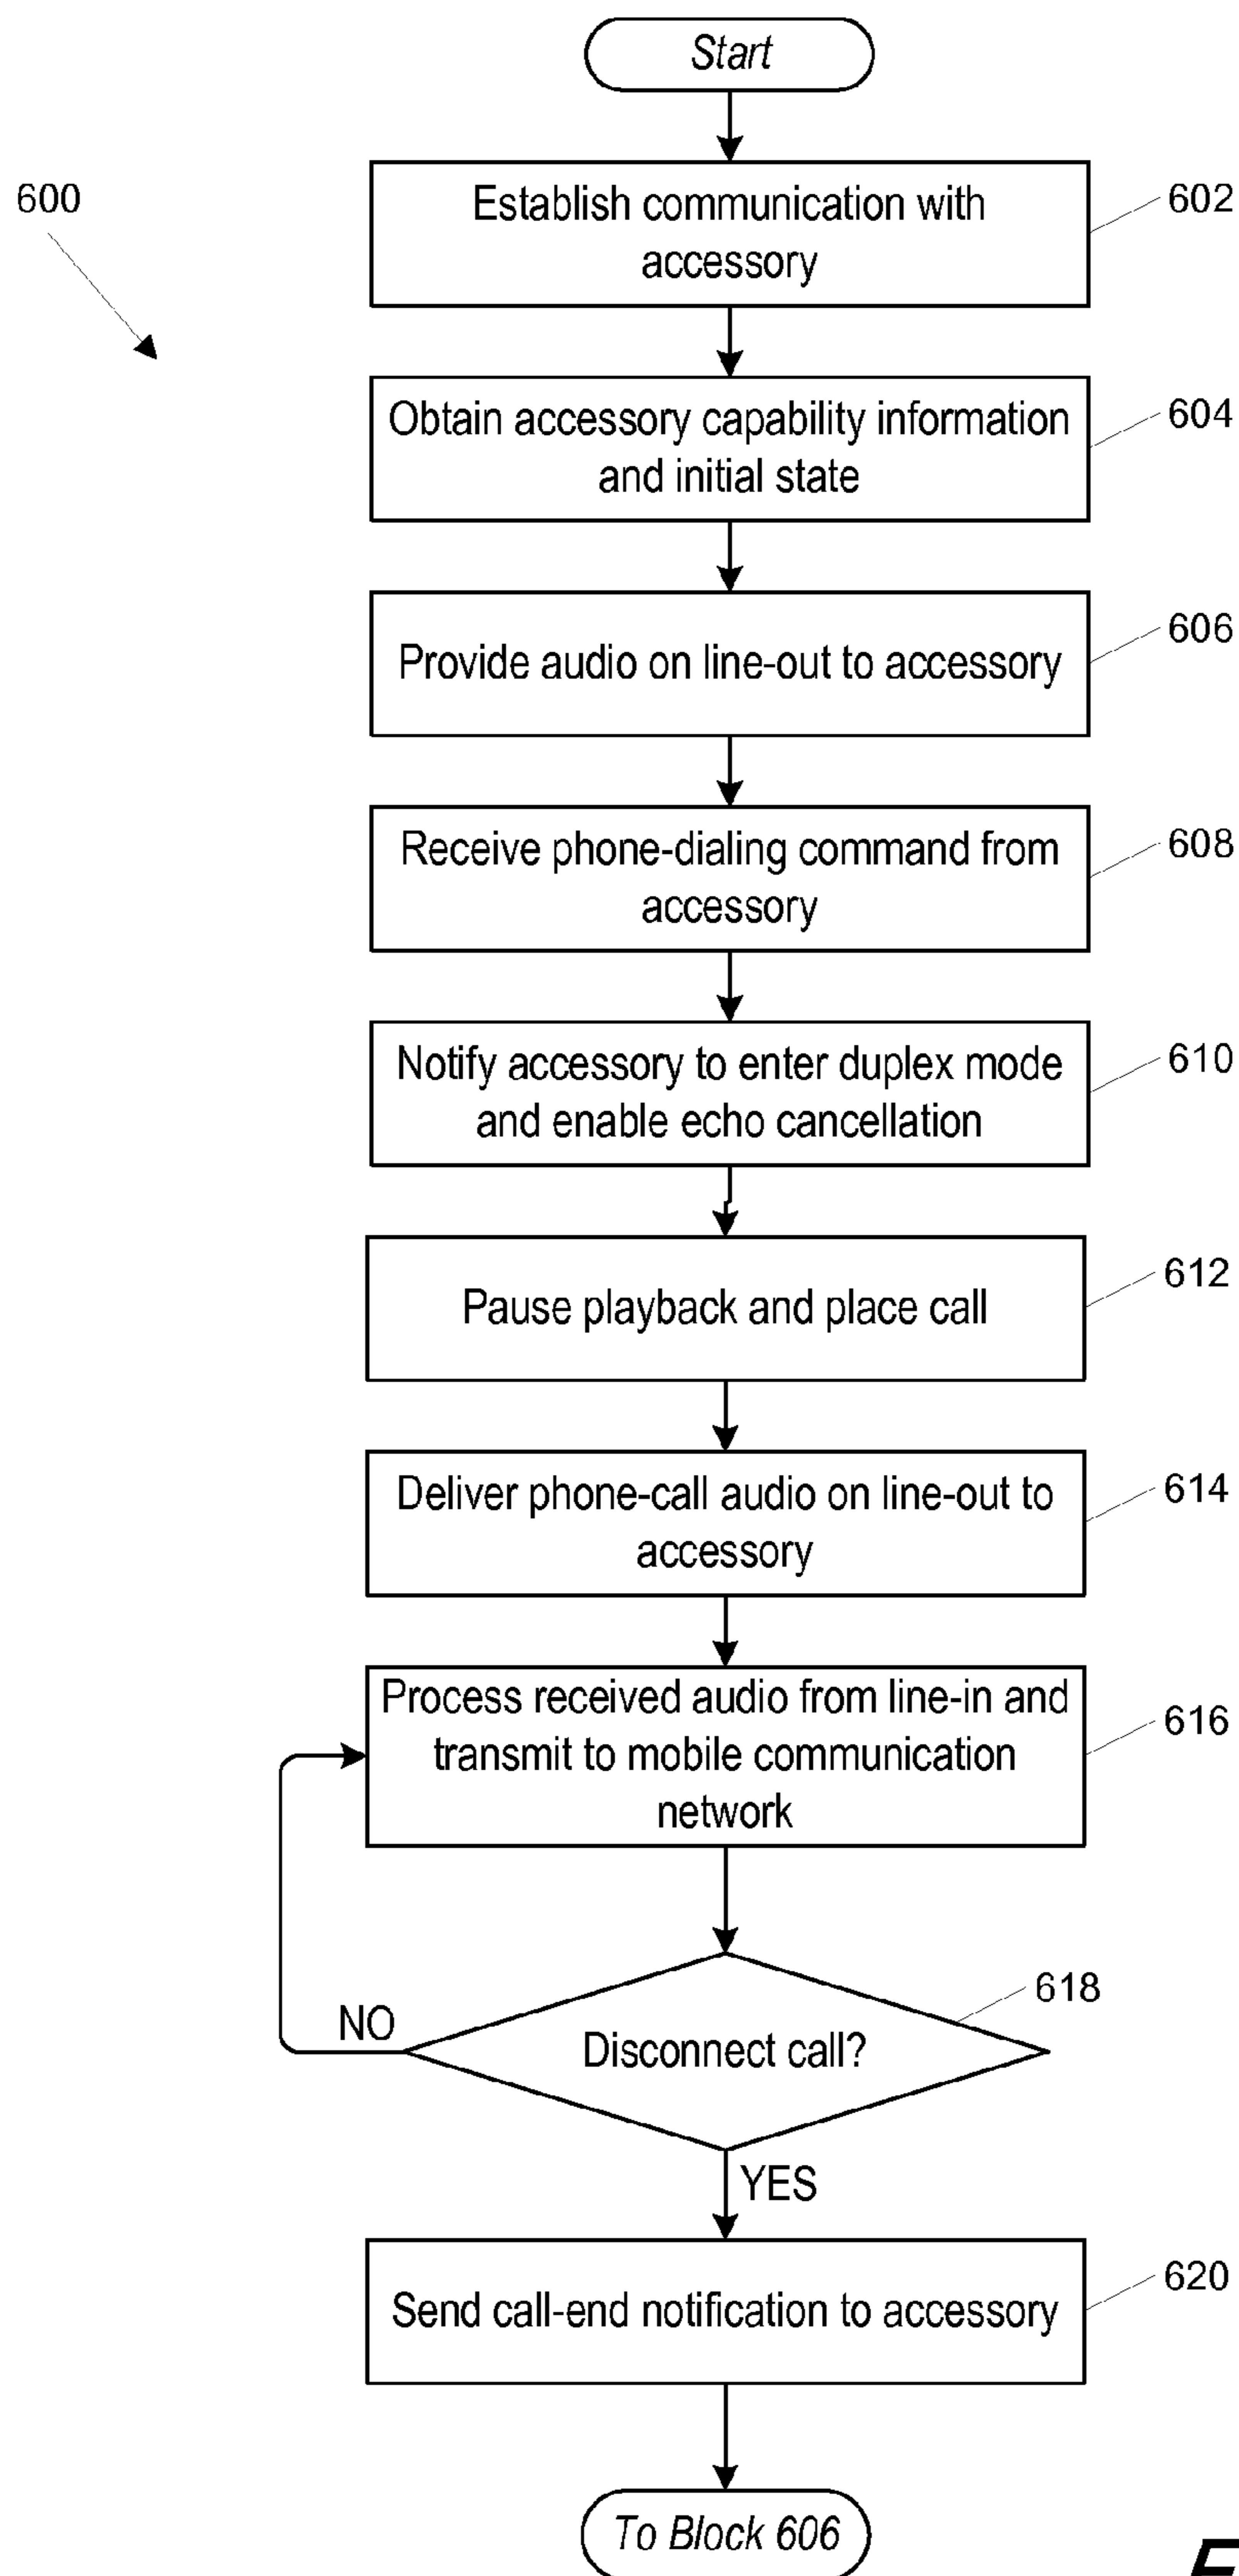 Start
600
Establish communication with
accessory
602
Obtain accessory capability information
and initial state
604
Provide audio on line-out to accessory
606
Receive phone-dialing command from
accessory
608
Notify accessory to enter duplex mode
and enable echo cancellation
610
Pause playback and place call
612
Deliver phone-call audio on line-out to
accessory
614
Process received audio from line-in and
transmit to mobile communication
network
616
Disconnect call?
618
NO
YES
Send call-end notification to accessory
620
To Block 606